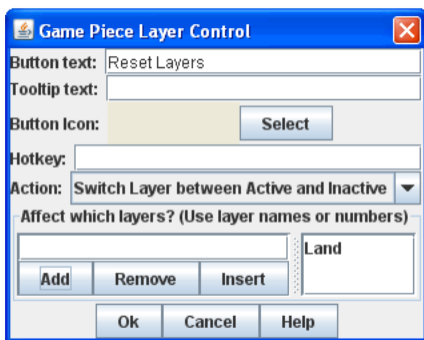 Game Piece Layer Control
Button text: Reset Layers
Tooltip text:
Button Icon: Select
Hotkey:
Action: Switch Layer between Active and Inactive
Affect which layers? (Use layer names or numbers)
Land
Add Remove Insert
Ok Cancel Help